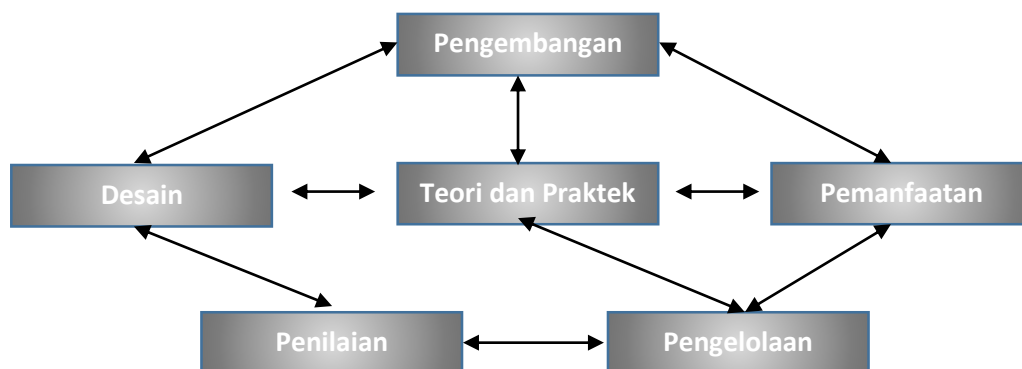 Pengembangan
Desain
Teori dan Praktek
Pemanfaatan
Penilaian
Pengelolaan